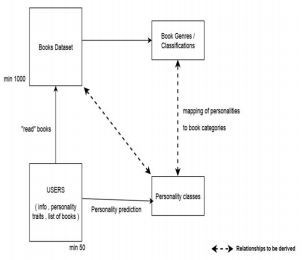 Books Dataset
Book Genres /
Classifications
min 1000
"read" books
mapping of personalities
to book categories
USERS
( info , personality
traits , list of books )
Personality prediction
Personality classes
min 50
Relationships to be derived